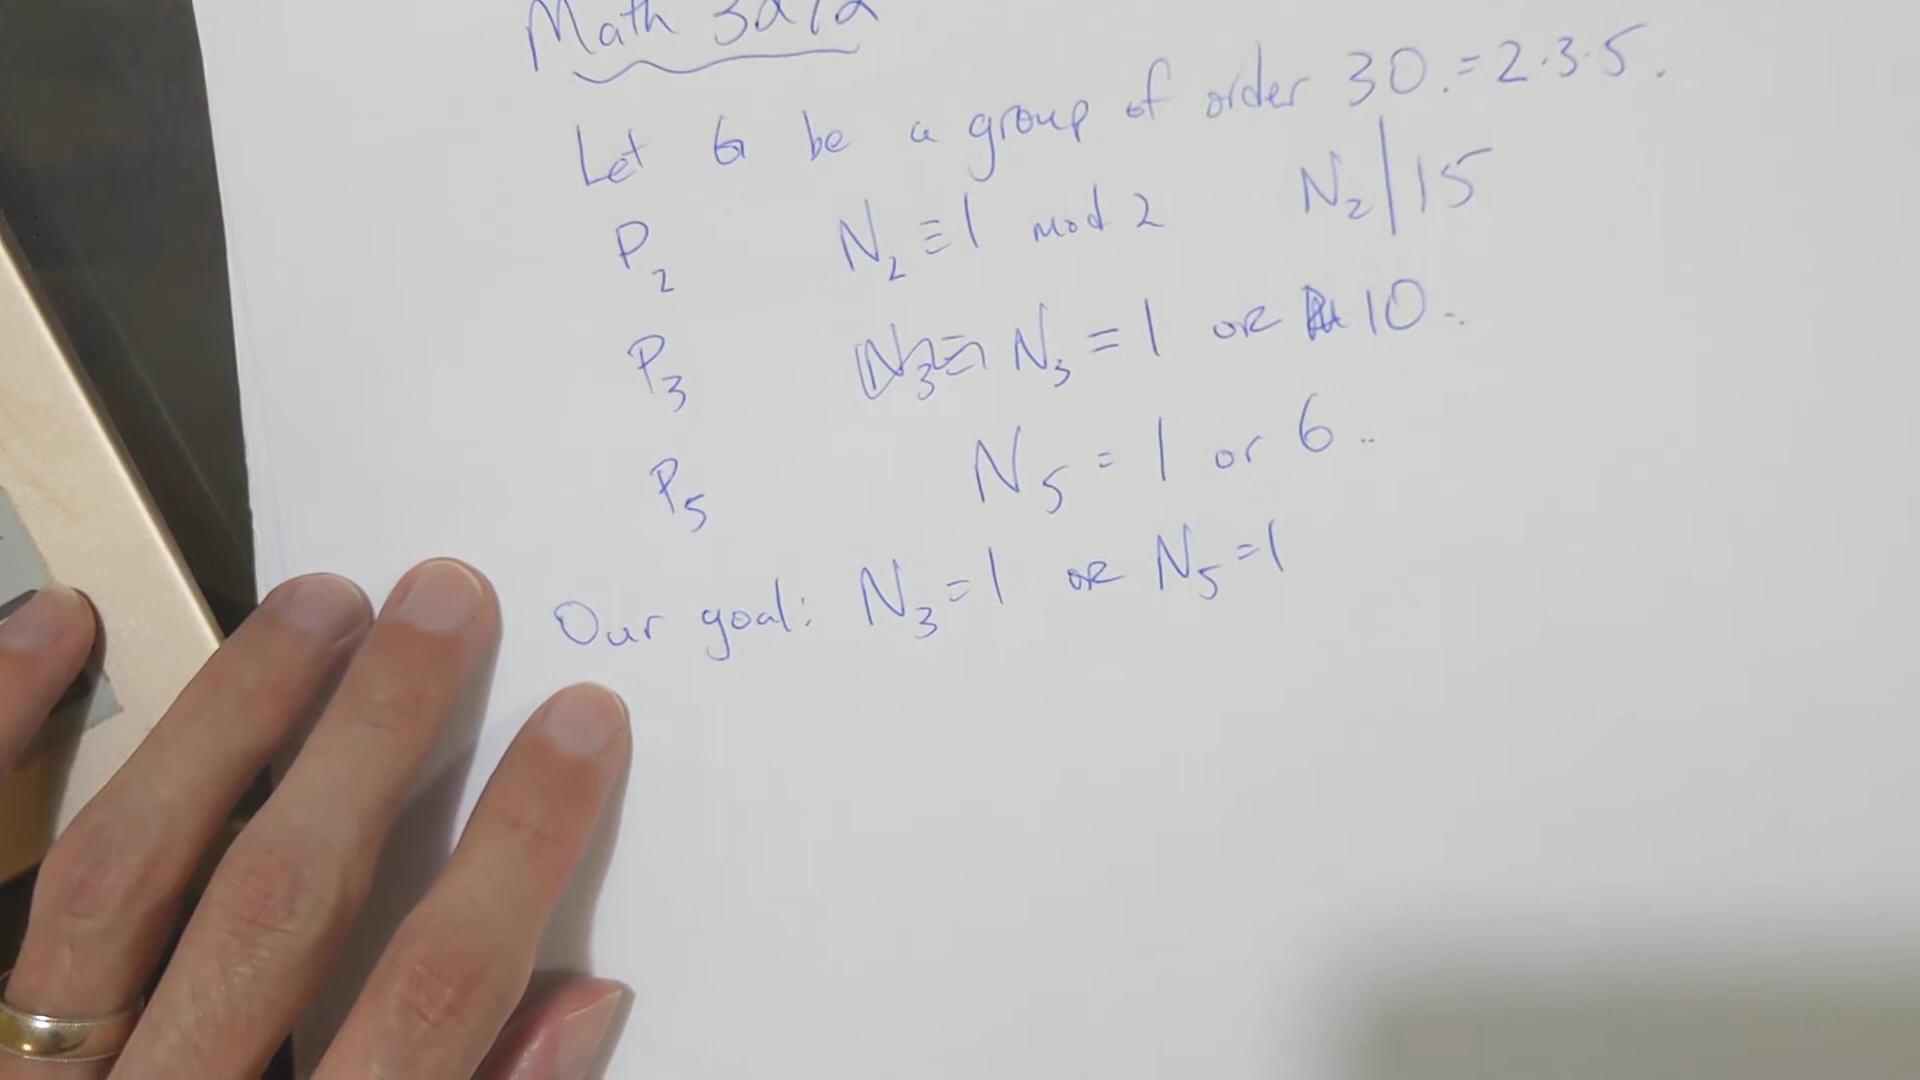 Math
Let G be a group of order 30. = 2·3·5.
P₂ N₂ ≡ 1 mod 2 N₂ | 15
P₃ N₃ ≡ N₃ = 1 or 10.
P₅ N₅ = 1 or 6.
Our goal: N₃ = 1 or N₅ = 1